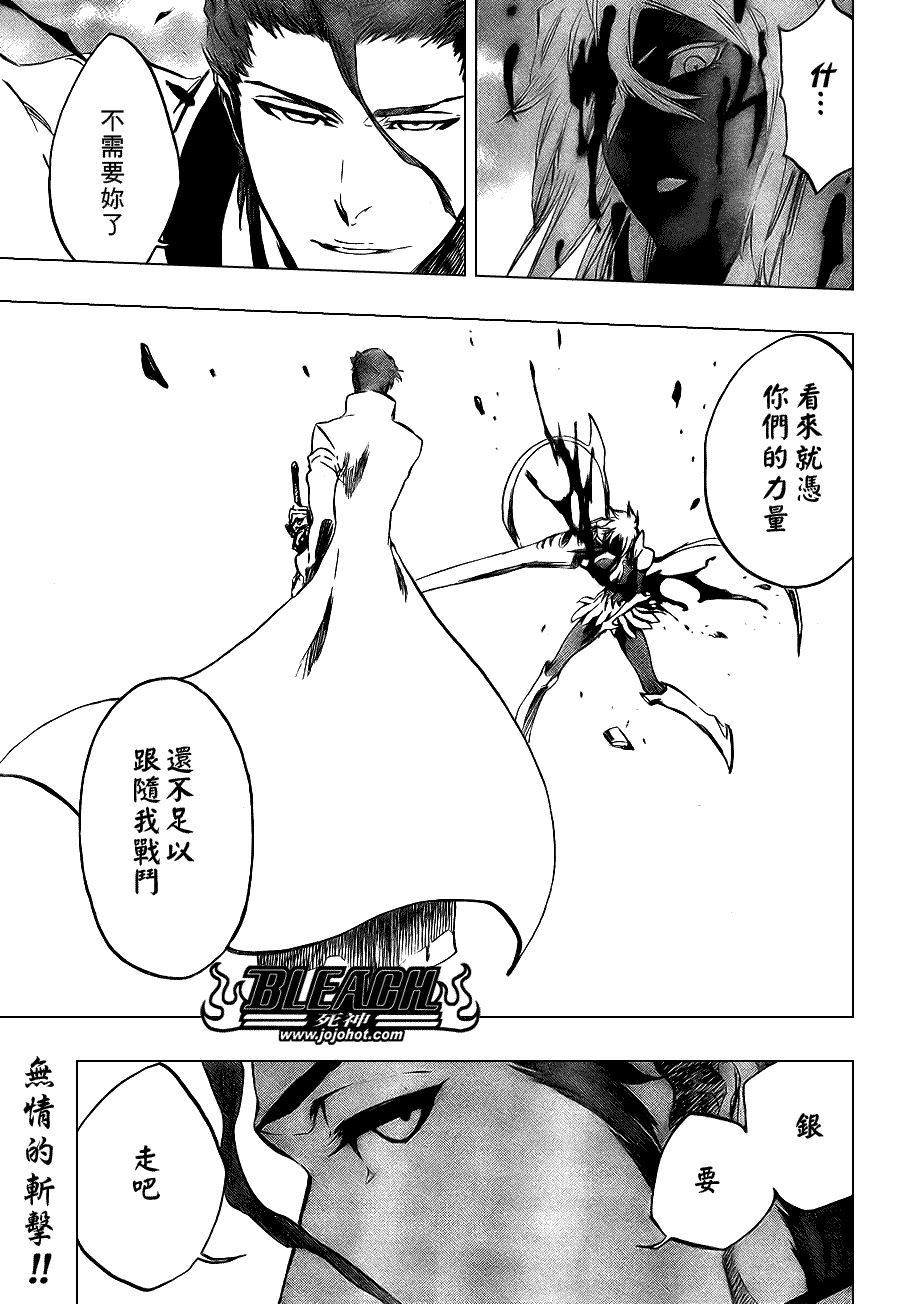 什…
不需要妳了
看來就憑
你們的力量
還不足以
跟隨我戰鬥
BLEACH
死神
www.jojohot.com
銀
要
走吧
無情的斬擊!!